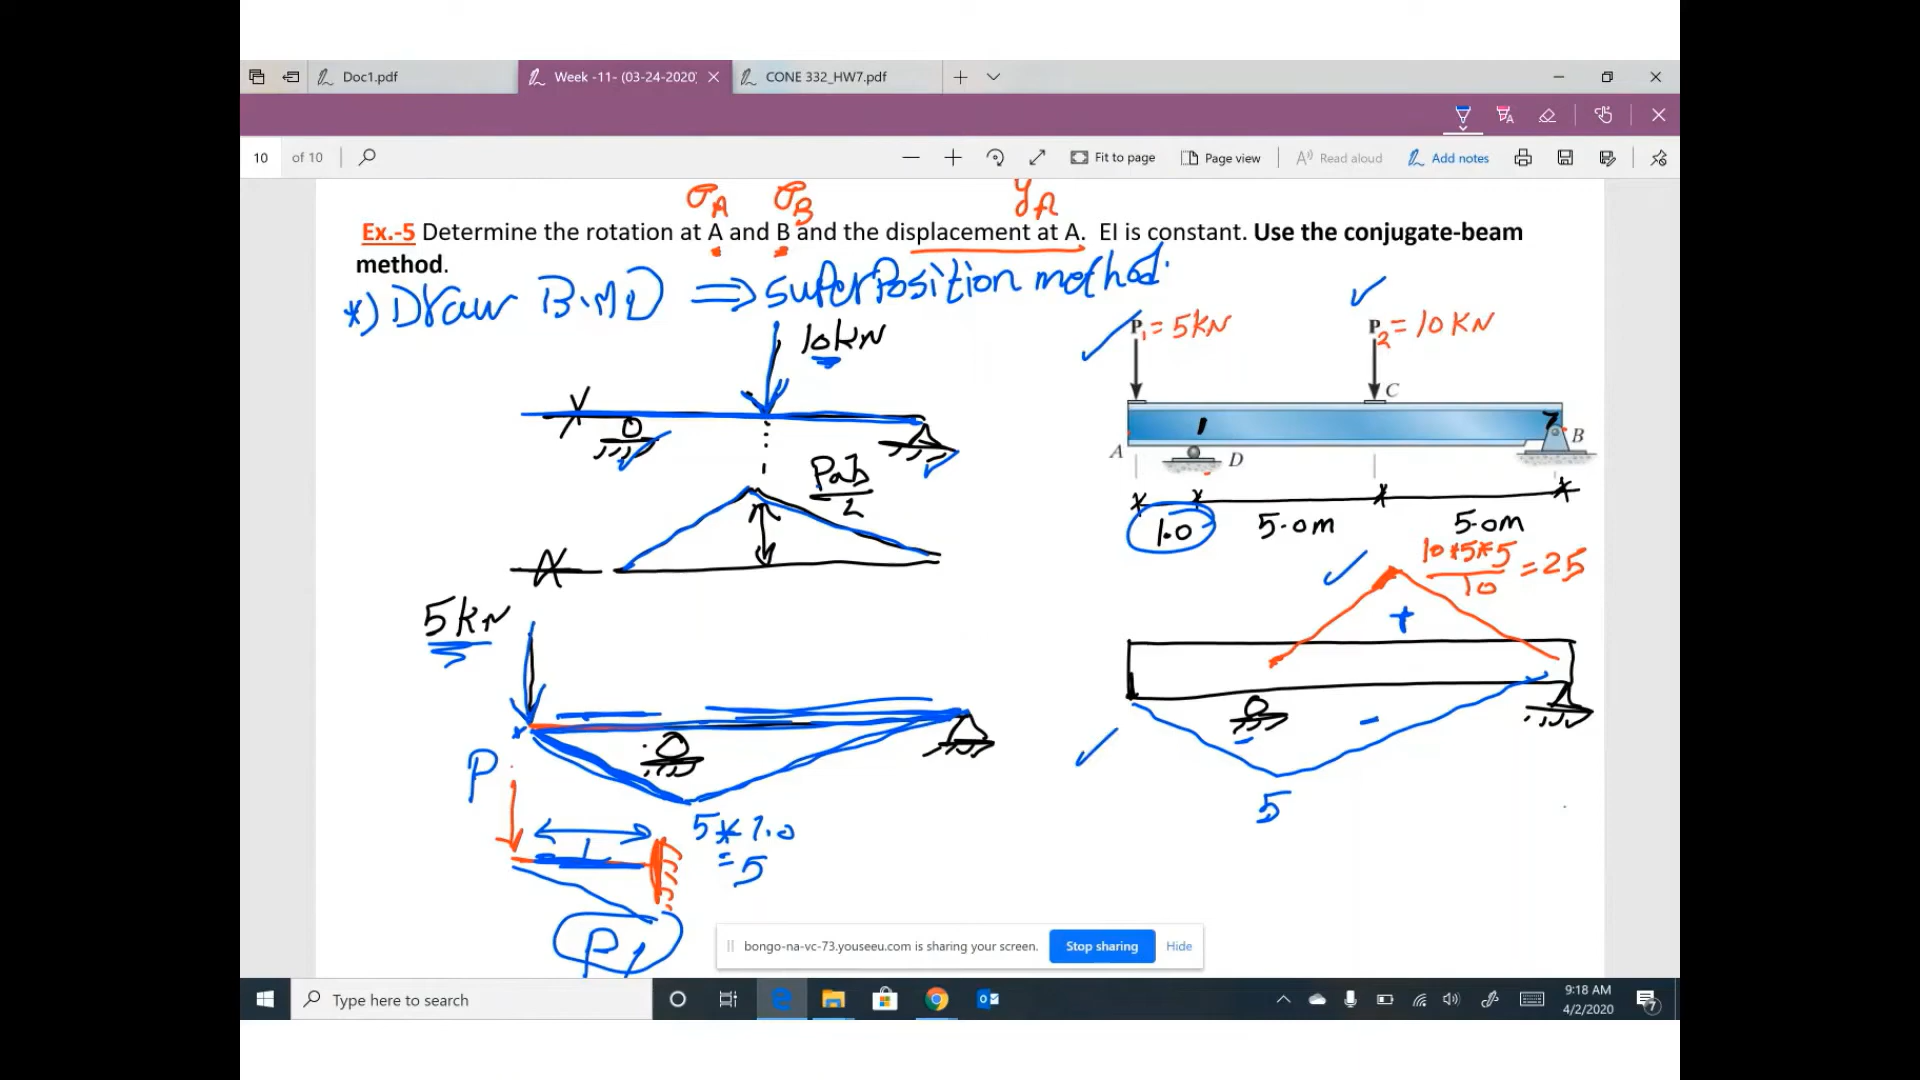 Doc1.pdf
Week -11- (03-24-2020)
CONE 332_HW7.pdf
10 of 10
Fit to page
Page view
Read aloud
Add notes
σA σB yA
Ex.-5 Determine the rotation at A and B and the displacement at A. EI is constant. Use the conjugate-beam
method.
*) Draw B.M.D ⇒ superposition method.
10kN
P1 = 5kN
P2 = 10KN
C
A
D
B
Pab
L
1.0
5.0m
5.0m
10*5*5
10
= 25
5kN
+
-
P
5
L
5*1.0
= 5
PL
bongo-na-vc-73.youseeu.com is sharing your screen.
Stop sharing
Hide
Type here to search
9:18 AM
4/2/2020
7